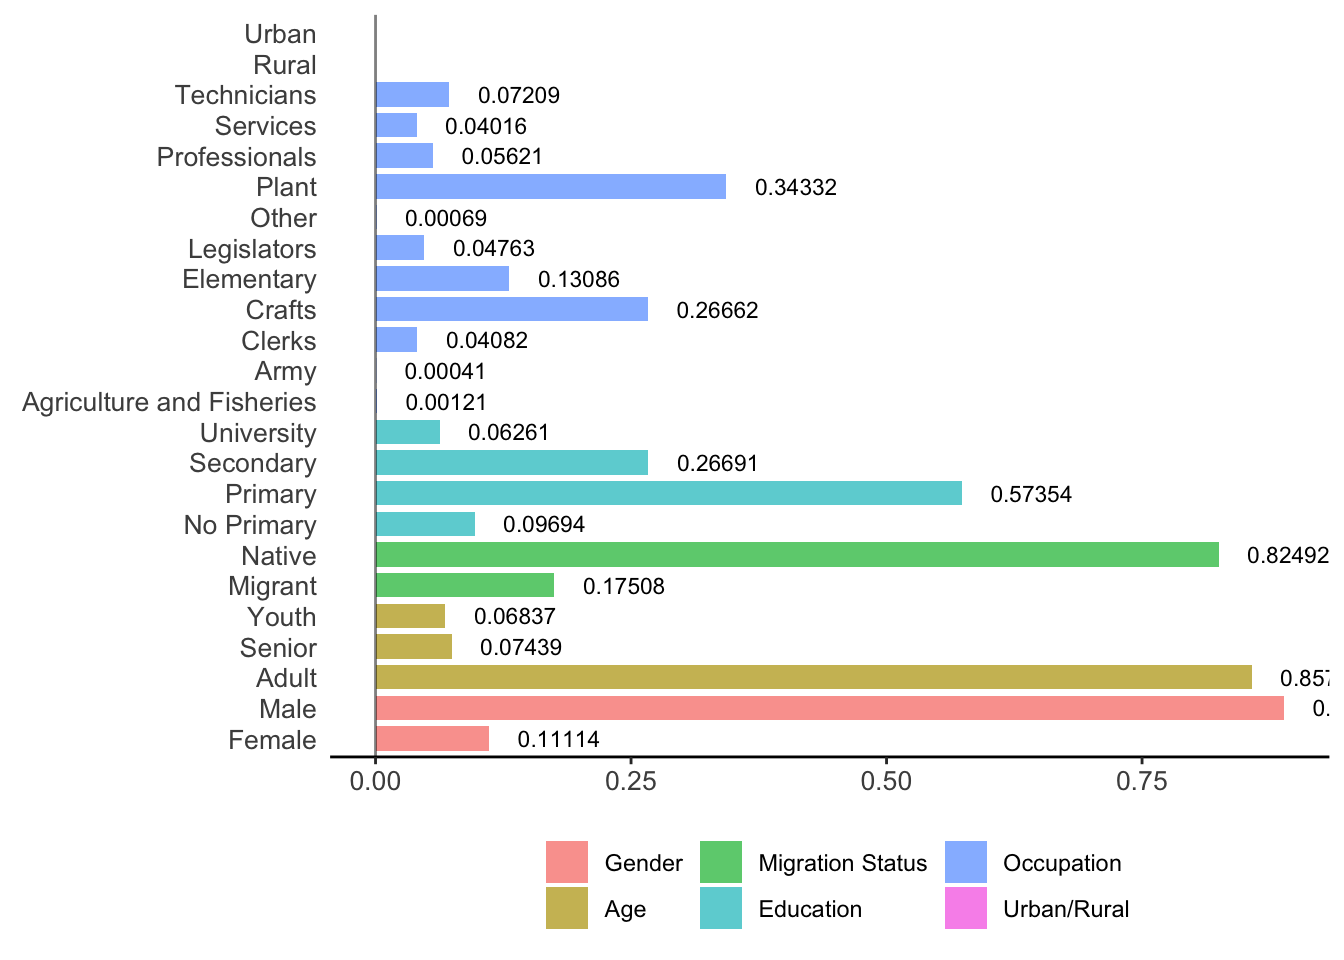 Urban
Rural
Technicians 0.07209
Services 0.04016
Professionals 0.05621
Plant 0.34332
Other 0.00069
Legislators 0.04763
Elementary 0.13086
Crafts 0.26662
Clerks 0.04082
Army 0.00041
Agriculture and Fisheries 0.00121
University 0.06261
Secondary 0.26691
Primary 0.57354
No Primary 0.09694
Native 0.82492
Migrant 0.17508
Youth 0.06837
Senior 0.07439
Adult 0.857
Male 0.
Female 0.11114
0.00 0.25 0.50 0.75
Gender Migration Status Occupation
Age Education Urban/Rural